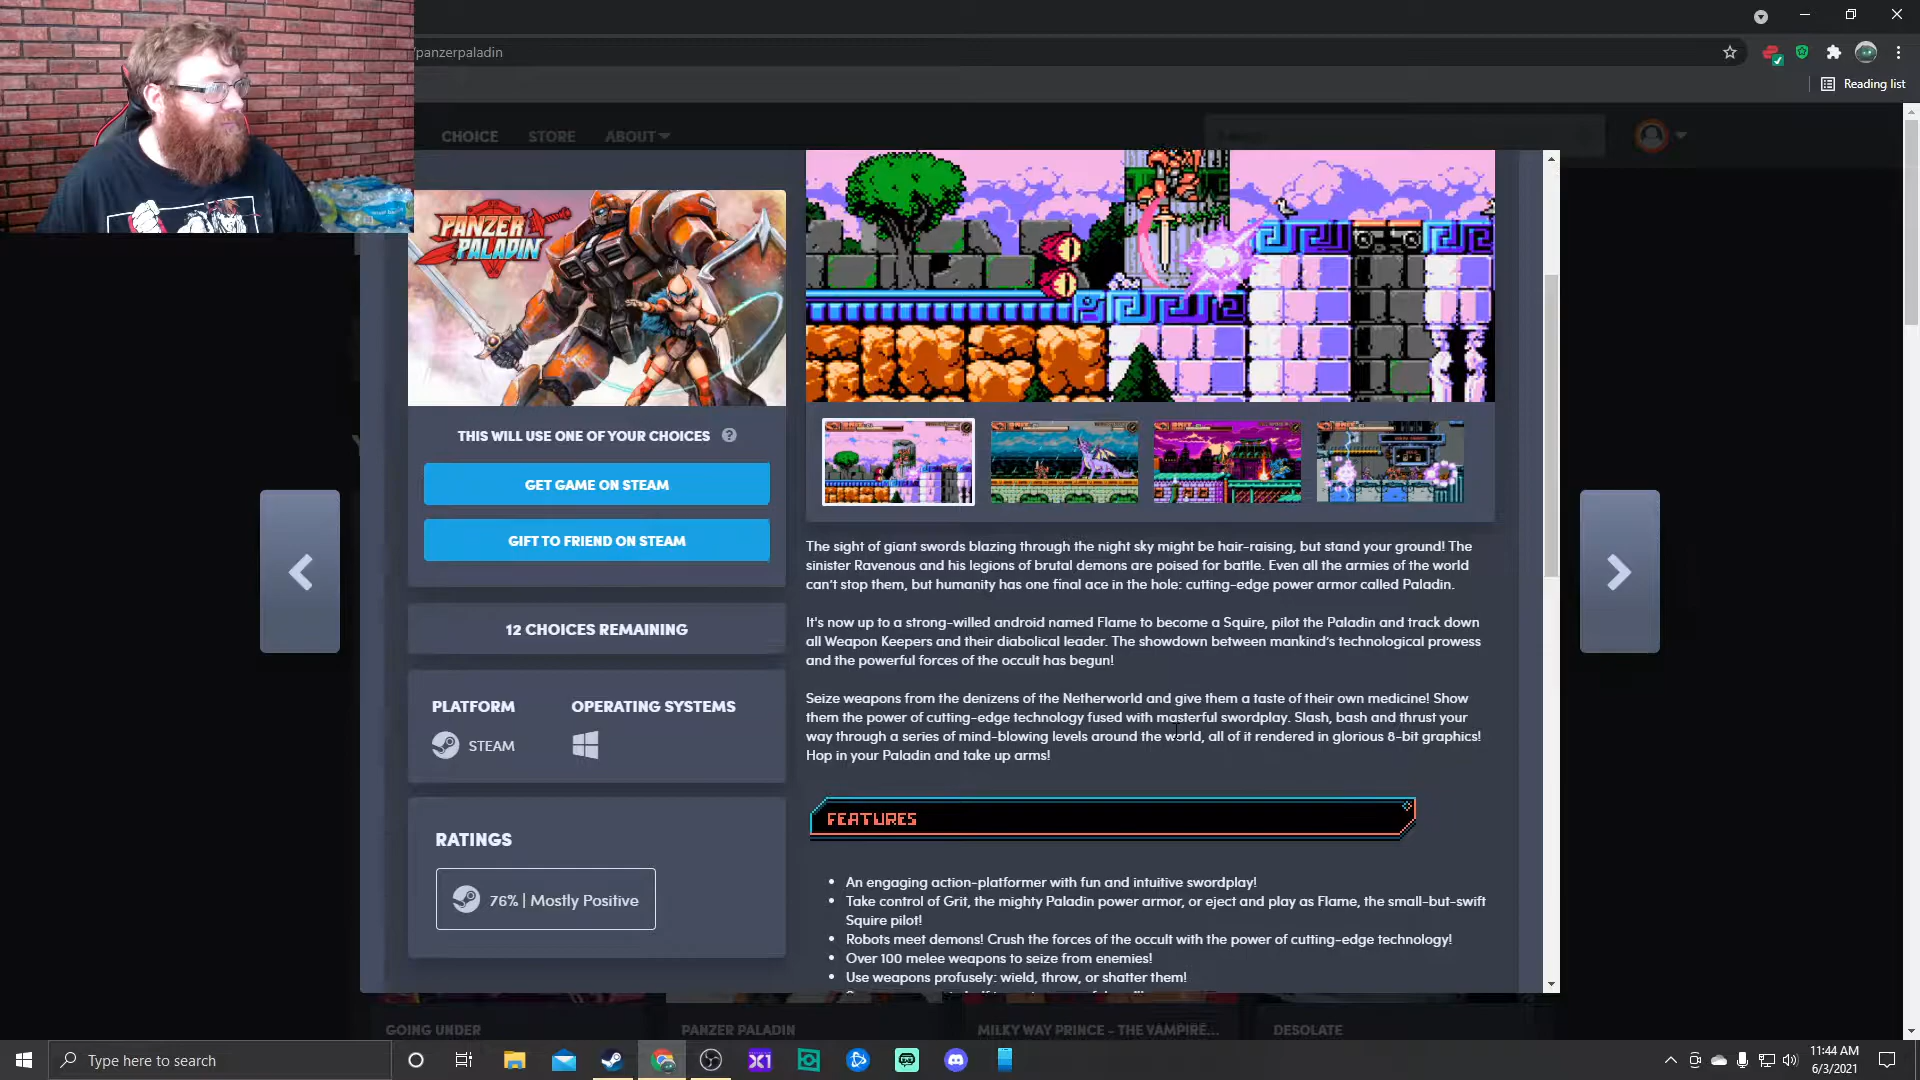 /panzerpaladin
Reading list
CHOICE
STORE
ABOUT
PANZER
PALADIN
THIS WILL USE ONE OF YOUR CHOICES
?
GET GAME ON STEAM
GIFT TO FRIEND ON STEAM
12 CHOICES REMAINING
PLATFORM
OPERATING SYSTEMS
STEAM
RATINGS
76% | Mostly Positive
The sight of giant swords blazing through the night sky might be hair-raising, but stand your ground! The
sinister Ravenous and his legions of brutal demons are poised for battle. Even all the armies of the world
can't stop them, but humanity has one final ace in the hole: cutting-edge power armor called Paladin.
It's now up to a strong-willed android named Flame to become a Squire, pilot the Paladin and track down
all Weapon Keepers and their diabolical leader. The showdown between mankind's technological prowess
and the powerful forces of the occult has begun!
Seize weapons from the denizens of the Netherworld and give them a taste of their own medicine! Show
them the power of cutting-edge technology fused with masterful swordplay. Slash, bash and thrust your
way through a series of mind-blowing levels around the world, all of it rendered in glorious 8-bit graphics!
Hop in your Paladin and take up arms!
FEATURES
• An engaging action-platformer with fun and intuitive swordplay!
• Take control of Grit, the mighty Paladin power armor, or eject and play as Flame, the small-but-swift
Squire pilot!
• Robots meet demons! Crush the forces of the occult with the power of cutting-edge technology!
• Over 100 melee weapons to seize from enemies!
• Use weapons profusely: wield, throw, or shatter them!
GOING UNDER
PANZER PALADIN
MILKY WAY PRINCE – THE VAMPIRE...
DESOLATE
Type here to search
X1
11:44 AM
6/3/2021